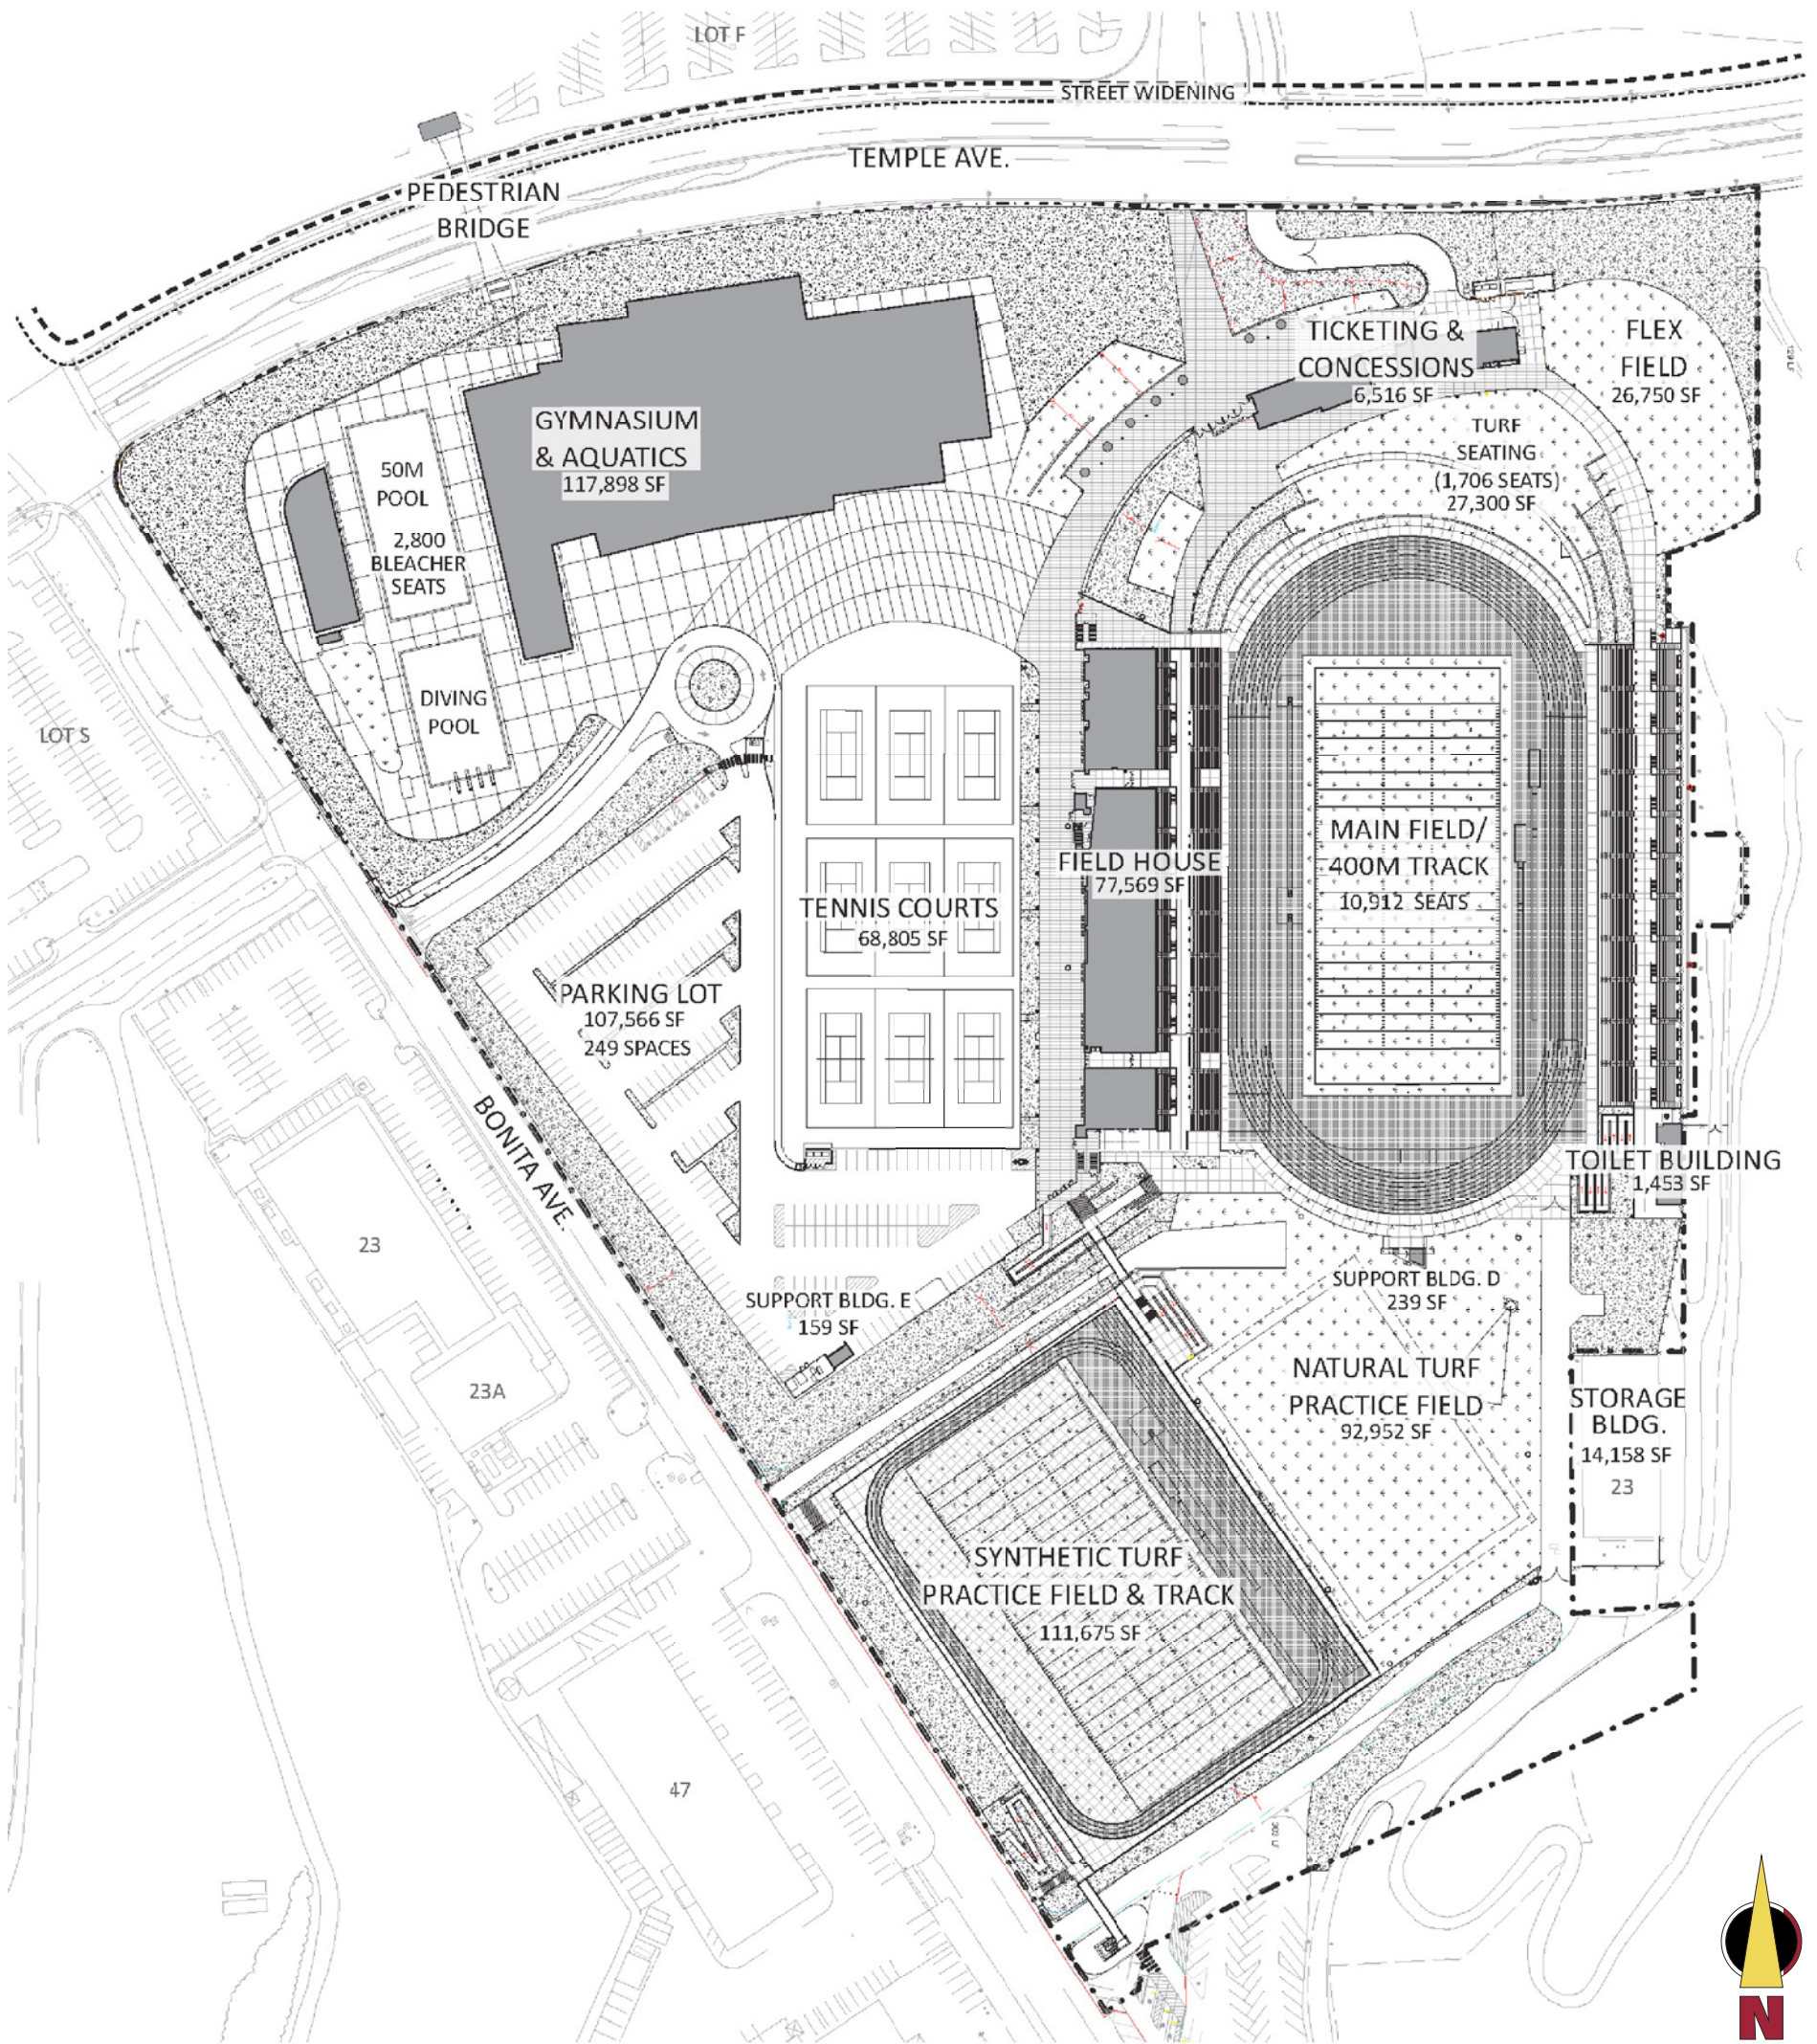 LOT F
STREET WIDENING
TEMPLE AVE.
PEDESTRIAN
BRIDGE
TICKETING &
CONCESSIONS
6,516 SF
FLEX
FIELD
26,750 SF
GYMNASIUM
& AQUATICS
117,898 SF
TURF
SEATING
(1,706 SEATS)
27,300 SF
50M
POOL
2,800
BLEACHER
SEATS
DIVING
POOL
LOT S
MAIN FIELD/
400M TRACK
10,912 SEATS
FIELD HOUSE
77,569 SF
TENNIS COURTS
68,805 SF
PARKING LOT
107,566 SF
249 SPACES
BONITA AVE.
TOILET BUILDING
1,453 SF
23
SUPPORT BLDG. D
239 SF
SUPPORT BLDG. E
159 SF
NATURAL TURF
PRACTICE FIELD
92,952 SF
23A
STORAGE
BLDG.
14,158 SF
23
SYNTHETIC TURF
PRACTICE FIELD & TRACK
111,675 SF
47
N